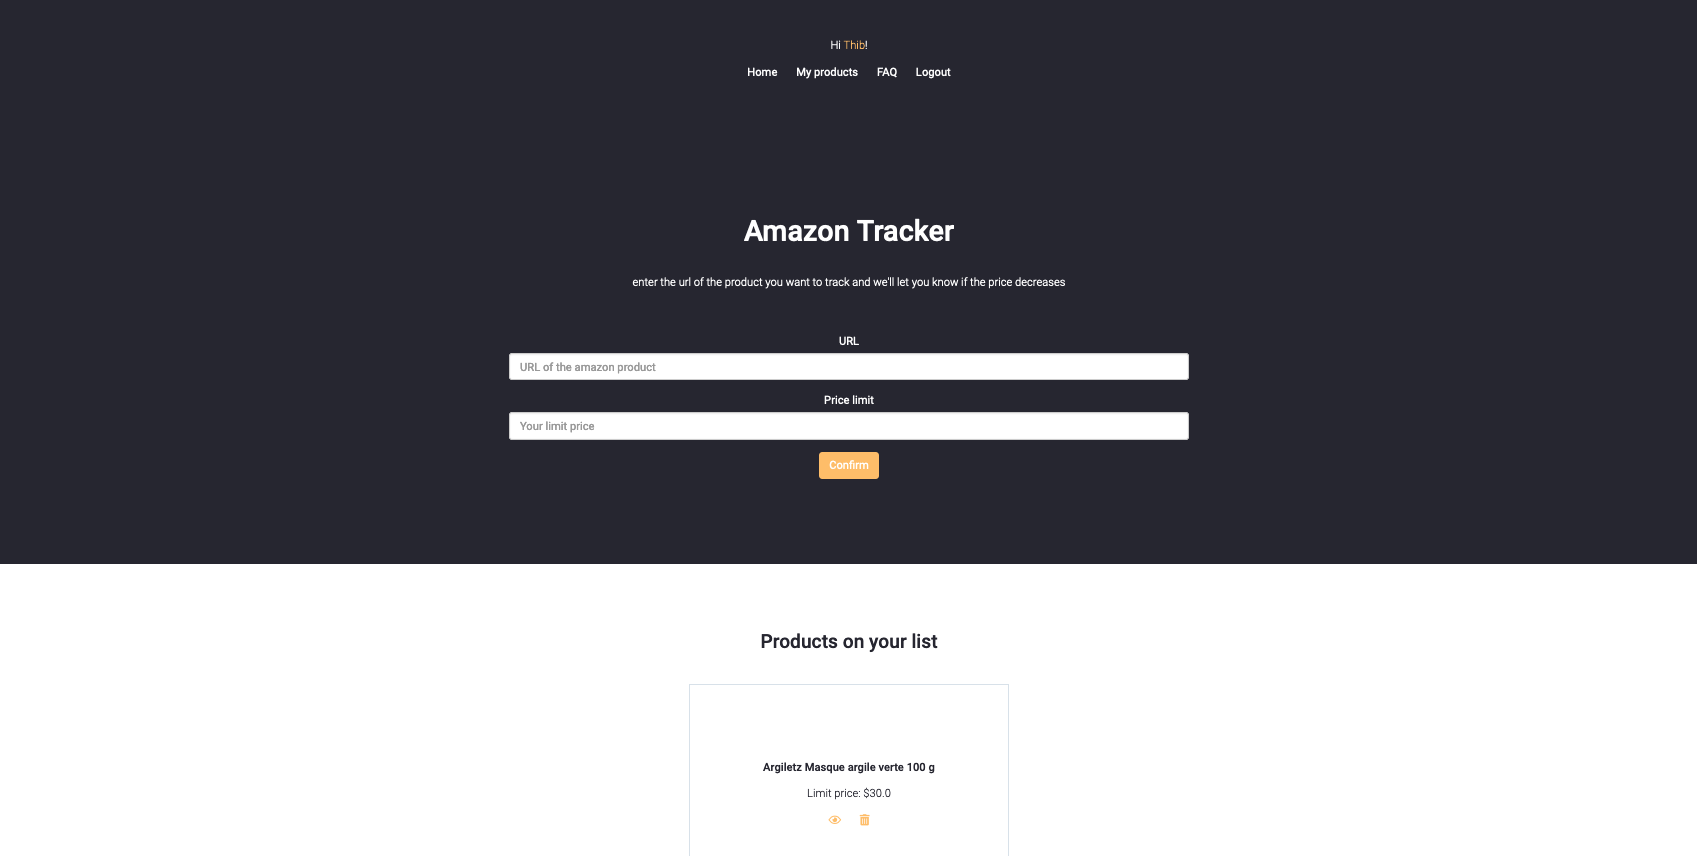 Hi Thib!
Home My products FAQ Logout
Amazon Tracker
enter the url of the product you want to track and we'll let you know if the price decreases
URL
URL of the amazon product
Price limit
Your limit price
Confirm
Products on your list
Argiletz Masque argile verte 100 g
Limit price: $30.0